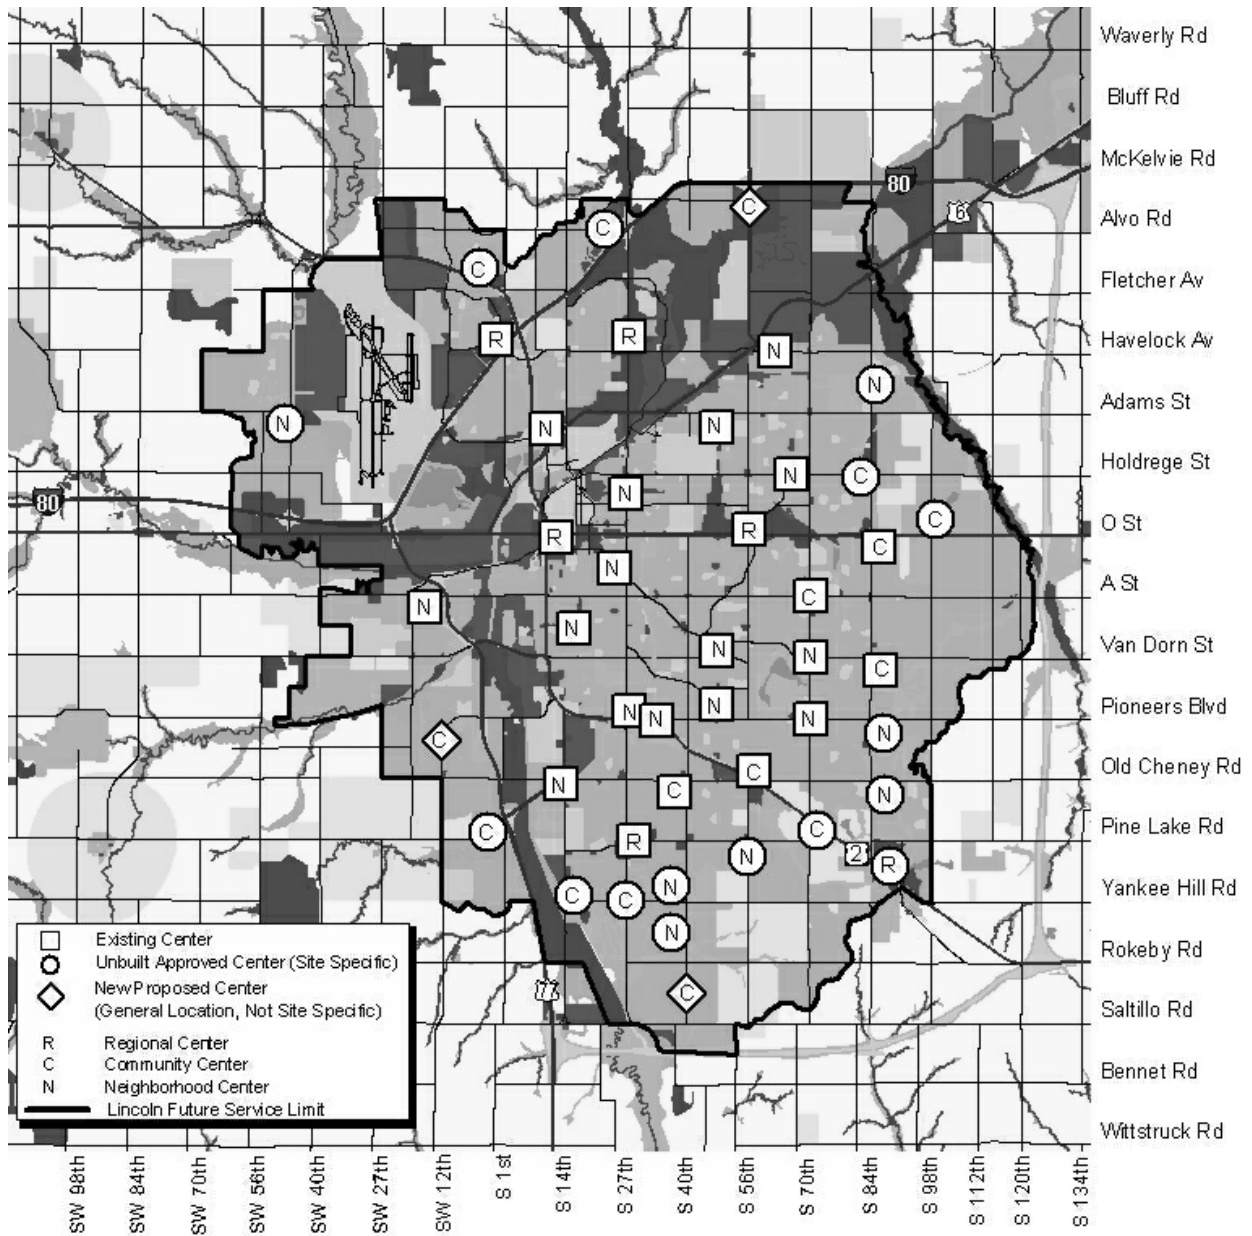 Waverly Rd
Bluff Rd
McKelvie Rd
80
6
C
Alvo Rd
C
C
Fletcher Av
R
R
Havelock Av
N
N
Adams St
N
N
N
Holdrege St
N
C
N
80
C
O St
R
R
C
N
A St
C
N
N
Van Dorn St
N
N
C
Pioneers Blvd
N
N
N
N
N
C
Old Cheney Rd
C
N
C
N
Pine Lake Rd
C
C
R
N
2
R
Yankee Hill Rd
N
C
C
N
Rokeby Rd
77
C
Saltillo Rd
Bennet Rd
Wittstruck Rd
Existing Center
Unbuilt Approved Center (Site Specific)
New Proposed Center
(General Location, Not Site Specific)
R Regional Center
C Community Center
N Neighborhood Center
Lincoln Future Service Limit
SW 98th
SW 84th
SW 70th
SW 56th
SW 40th
SW 27th
SW 12th
S 1st
S 14th
S 27th
S 40th
S 56th
S 70th
S 84th
S 98th
S 112th
S 120th
S 134th